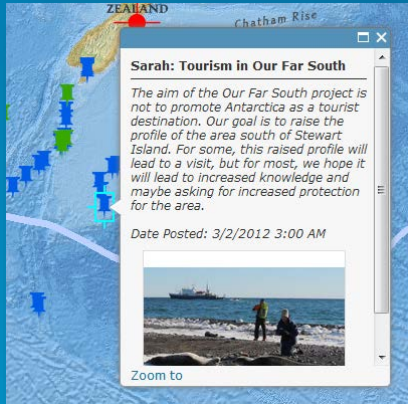 ZEALAND
Chatham Rise
Sarah: Tourism in Our Far South
The aim of the Our Far South project is
not to promote Antarctica as a tourist
destination. Our goal is to raise the
profile of the area south of Stewart
Island. For some, this raised profile will
lead to a visit, but for most, we hope it
will lead to increased knowledge and
maybe asking for increased protection
for the area.
Date Posted: 3/2/2012 3:00 AM
Zoom to